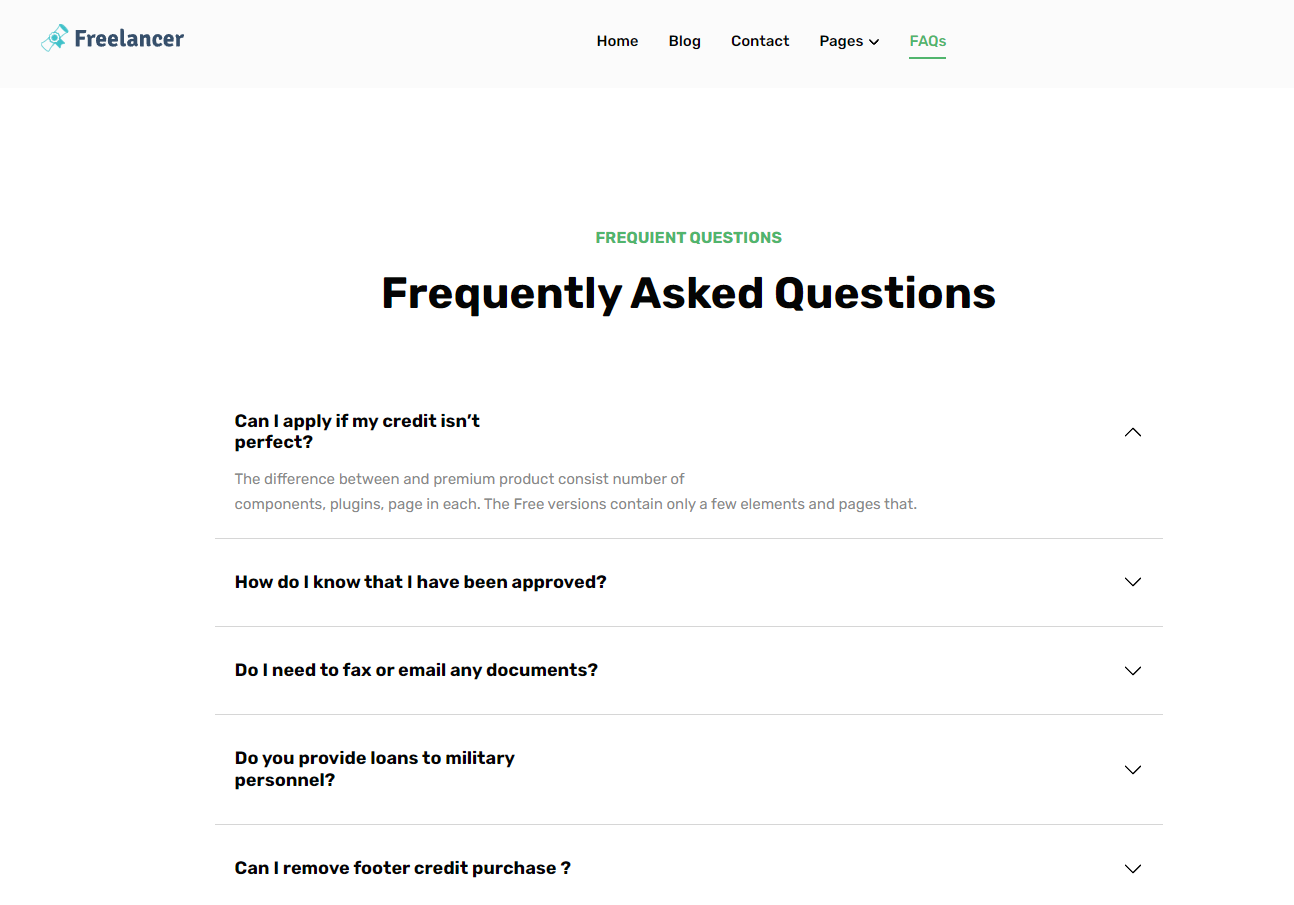 Freelancer
Home Blog Contact Pages FAQs
FREQUIENT QUESTIONS
Frequently Asked Questions
Can I apply if my credit isn’t
perfect?
The difference between and premium product consist number of
components, plugins, page in each. The Free versions contain only a few elements and pages that.
How do I know that I have been approved?
Do I need to fax or email any documents?
Do you provide loans to military
personnel?
Can I remove footer credit purchase ?